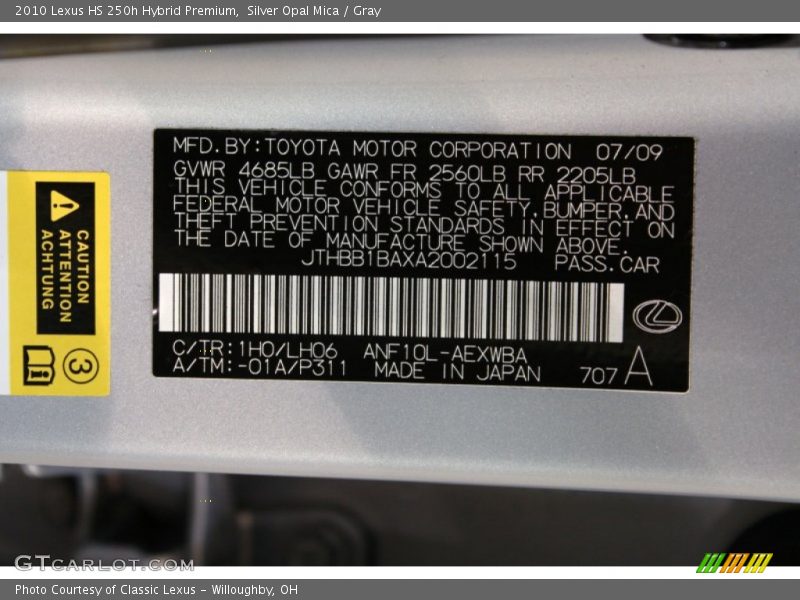 2010 Lexus HS 250h Hybrid Premium, Silver Opal Mica / Gray
MFD.BY:TOYOTA MOTOR CORPORATION 07/09
GVWR 4685LB GAWR FR 2560LB RR 2205LB
THIS VEHICLE CONFORMS TO ALL APPLICABLE
FEDERAL MOTOR VEHICLE SAFETY,BUMPER,AND
THEFT PREVENTION STANDARDS IN EFFECT ON
THE DATE OF MANUFACTURE SHOWN ABOVE.
JTHBB1BAXA2002115 PASS.CAR
C/TR:1H0/LH06 ANF10L-AEXWBA
A/TM:-01A/P311 MADE IN JAPAN 707 A
CAUTION
ATTENTION
ACHTUNG
3
GTCARLOT.COM
Photo Courtesy of Classic Lexus - Willoughby, OH